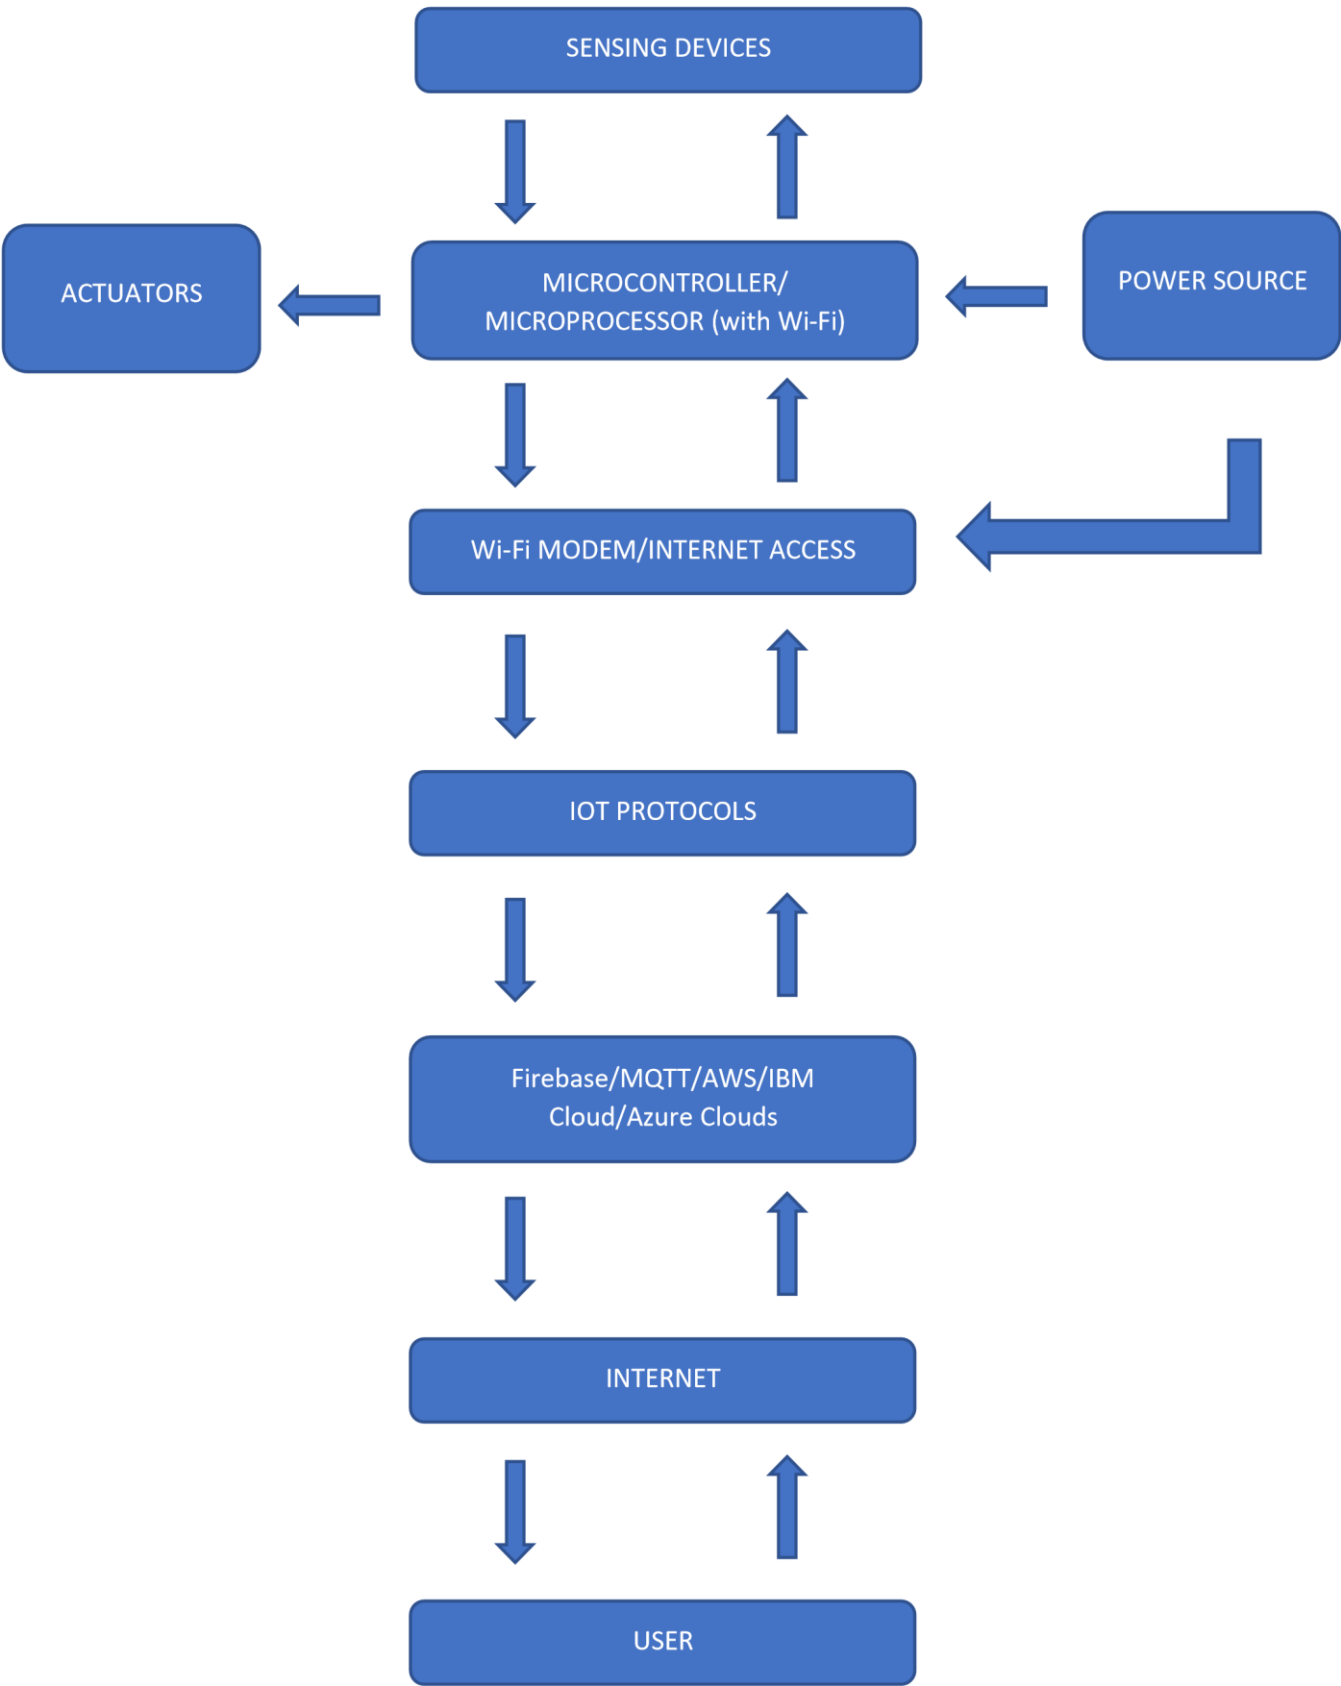 SENSING DEVICES
ACTUATORS
MICROCONTROLLER/
MICROPROCESSOR (with Wi-Fi)
POWER SOURCE
Wi-Fi MODEM/INTERNET ACCESS
IOT PROTOCOLS
Firebase/MQTT/AWS/IBM
Cloud/Azure Clouds
INTERNET
USER